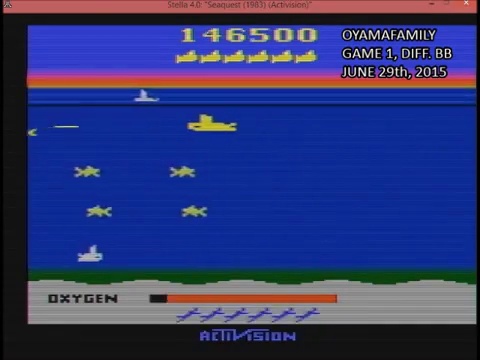 Stella 4.0: "Seaquest (1983) (Activision)"
146500
OYAMAFAMILY
GAME 1, DIFF. BB
JUNE 29th, 2015
OXYGEN
ACTIVISION